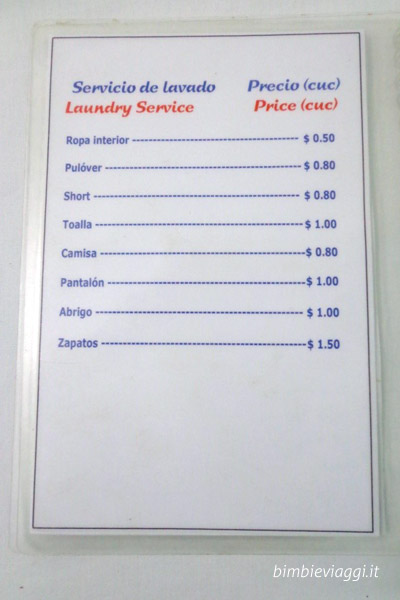 Servicio de lavado Precio (cuc)
Laundry Service Price (cuc)
Ropa interior ---------------------------------------- $ 0.50
Pulóver ----------------------------------------------- $ 0.80
Short -------------------------------------------------- $ 0.80
Toalla -------------------------------------------------- $ 1.00
Camisa ------------------------------------------------$ 0.80
Pantalón ----------------------------------------------$ 1.00
Abrigo ------------------------------------------------ $ 1.00
Zapatos ------------------------------------------------$ 1.50
bimbieviaggi.it